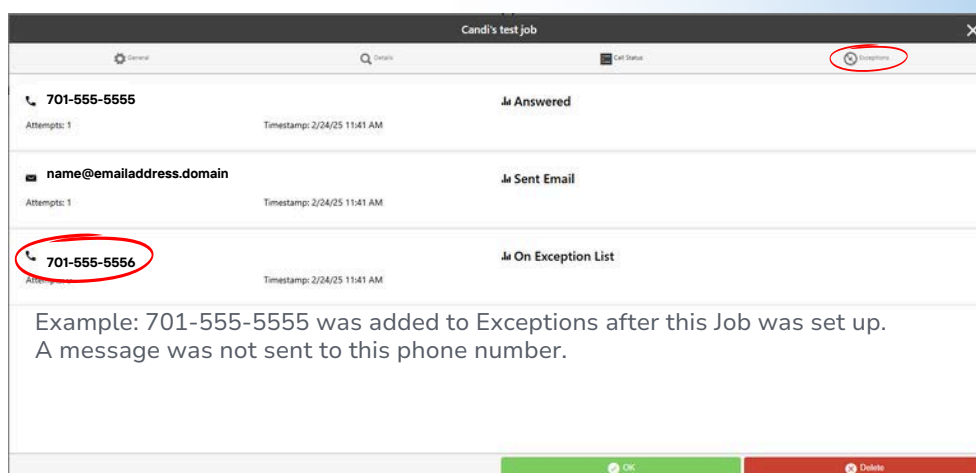 Candi's test job
General Details Call Status Exceptions
701-555-5555 Answered
Attempts: 1 Timestamp: 2/24/25 11:41 AM
name@emailaddress.domain Sent Email
Attempts: 1 Timestamp: 2/24/25 11:41 AM
701-555-5556 On Exception List
Timestamp: 2/24/25 11:41 AM
Example: 701-555-5555 was added to Exceptions after this Job was set up.
A message was not sent to this phone number.
OK Delete